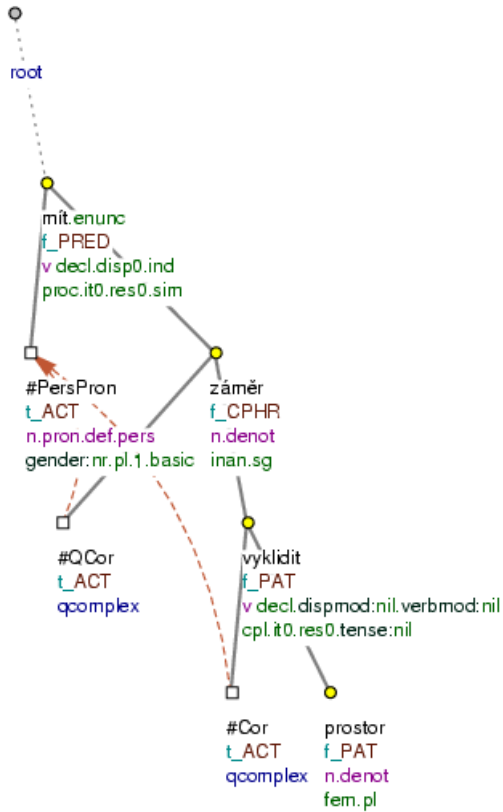 root
mít.enunc
f_PRED
v decl.disp0.ind
proc.it0.res0.sim
#PersPron
t_ACT
n.pron.def.pers
gender:nr.pl.1.basic
záměr
f_CPHR
n.denot
inan.sg
#QCor
t_ACT
qcomplex
vyklidit
f_PAT
v decl.dispmod:nil.verbmod:nil
cpl.it0.res0.tense:nil
#Cor
t_ACT
qcomplex
prostor
f_PAT
n.denot
fem.pl